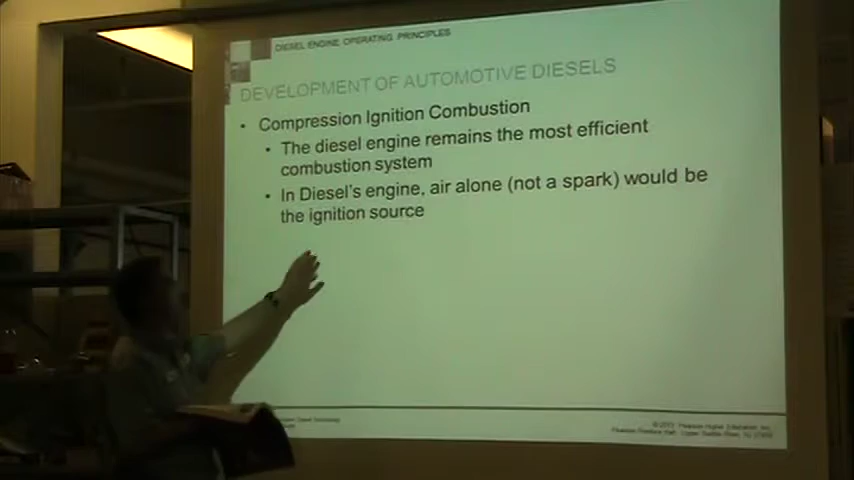 DIESEL ENGINE OPERATING PRINCIPLES
DEVELOPMENT OF AUTOMOTIVE DIESELS
• Compression Ignition Combustion
• The diesel engine remains the most efficient
combustion system
• In Diesel's engine, air alone (not a spark) would be
the ignition source
Pearson Higher Education, Inc.
Pearson Prentice Hall - Upper Saddle River, NJ